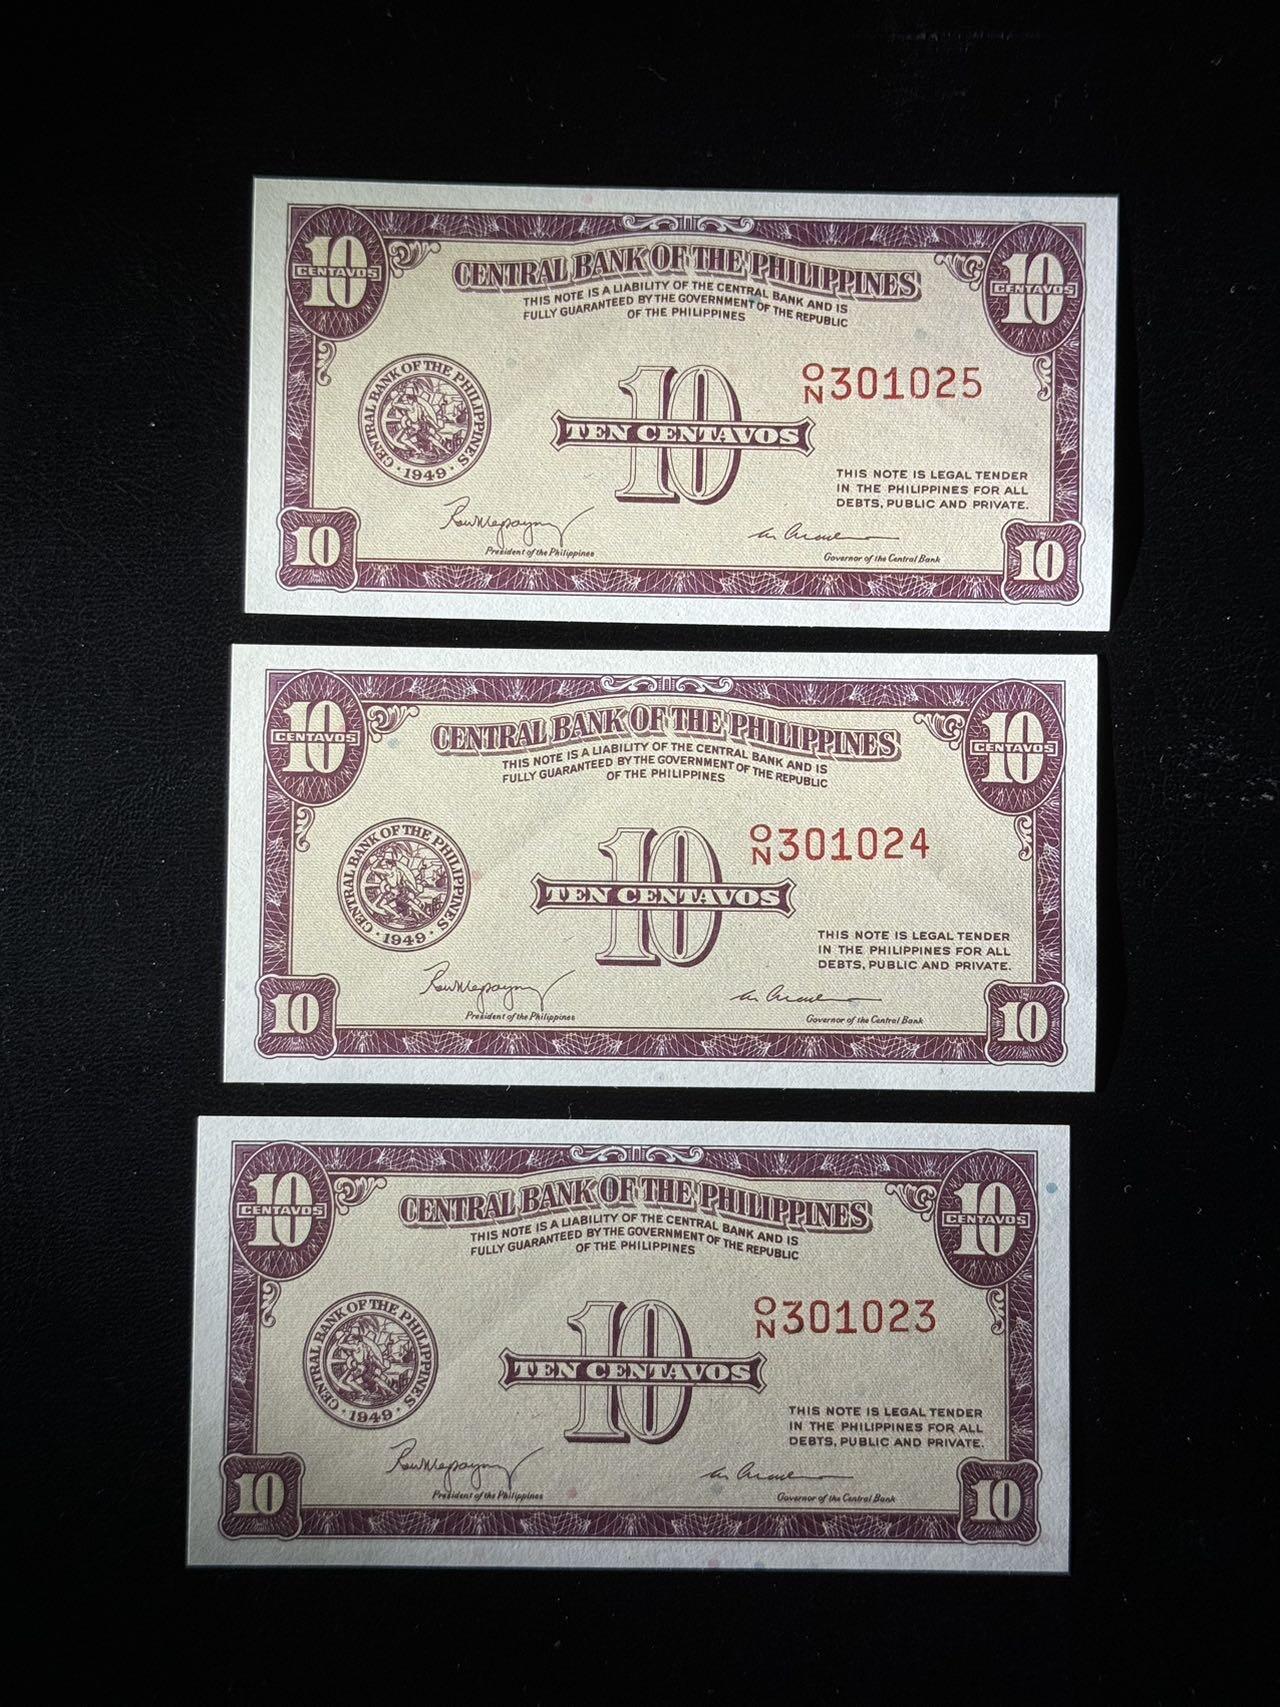 10 CENTAVOS
10 CENTAVOS
CENTRAL BANK OF THE PHILIPPINES
THIS NOTE IS A LIABILITY OF THE CENTRAL BANK AND IS
FULLY GUARANTEED BY THE GOVERNMENT OF THE REPUBLIC
OF THE PHILIPPINES
CENTRAL BANK OF THE PHILIPPINES
· 1949 ·
10
TEN CENTAVOS
O/N 301025
THIS NOTE IS LEGAL TENDER
IN THE PHILIPPINES FOR ALL
DEBTS, PUBLIC AND PRIVATE.
President of the Philippines
Governor of the Central Bank
10
10
10 CENTAVOS
10 CENTAVOS
CENTRAL BANK OF THE PHILIPPINES
THIS NOTE IS A LIABILITY OF THE CENTRAL BANK AND IS
FULLY GUARANTEED BY THE GOVERNMENT OF THE REPUBLIC
OF THE PHILIPPINES
CENTRAL BANK OF THE PHILIPPINES
· 1949 ·
10
TEN CENTAVOS
O/N 301024
THIS NOTE IS LEGAL TENDER
IN THE PHILIPPINES FOR ALL
DEBTS, PUBLIC AND PRIVATE.
President of the Philippines
Governor of the Central Bank
10
10
10 CENTAVOS
10 CENTAVOS
CENTRAL BANK OF THE PHILIPPINES
THIS NOTE IS A LIABILITY OF THE CENTRAL BANK AND IS
FULLY GUARANTEED BY THE GOVERNMENT OF THE REPUBLIC
OF THE PHILIPPINES
CENTRAL BANK OF THE PHILIPPINES
· 1949 ·
10
TEN CENTAVOS
O/N 301023
THIS NOTE IS LEGAL TENDER
IN THE PHILIPPINES FOR ALL
DEBTS, PUBLIC AND PRIVATE.
President of the Philippines
Governor of the Central Bank
10
10